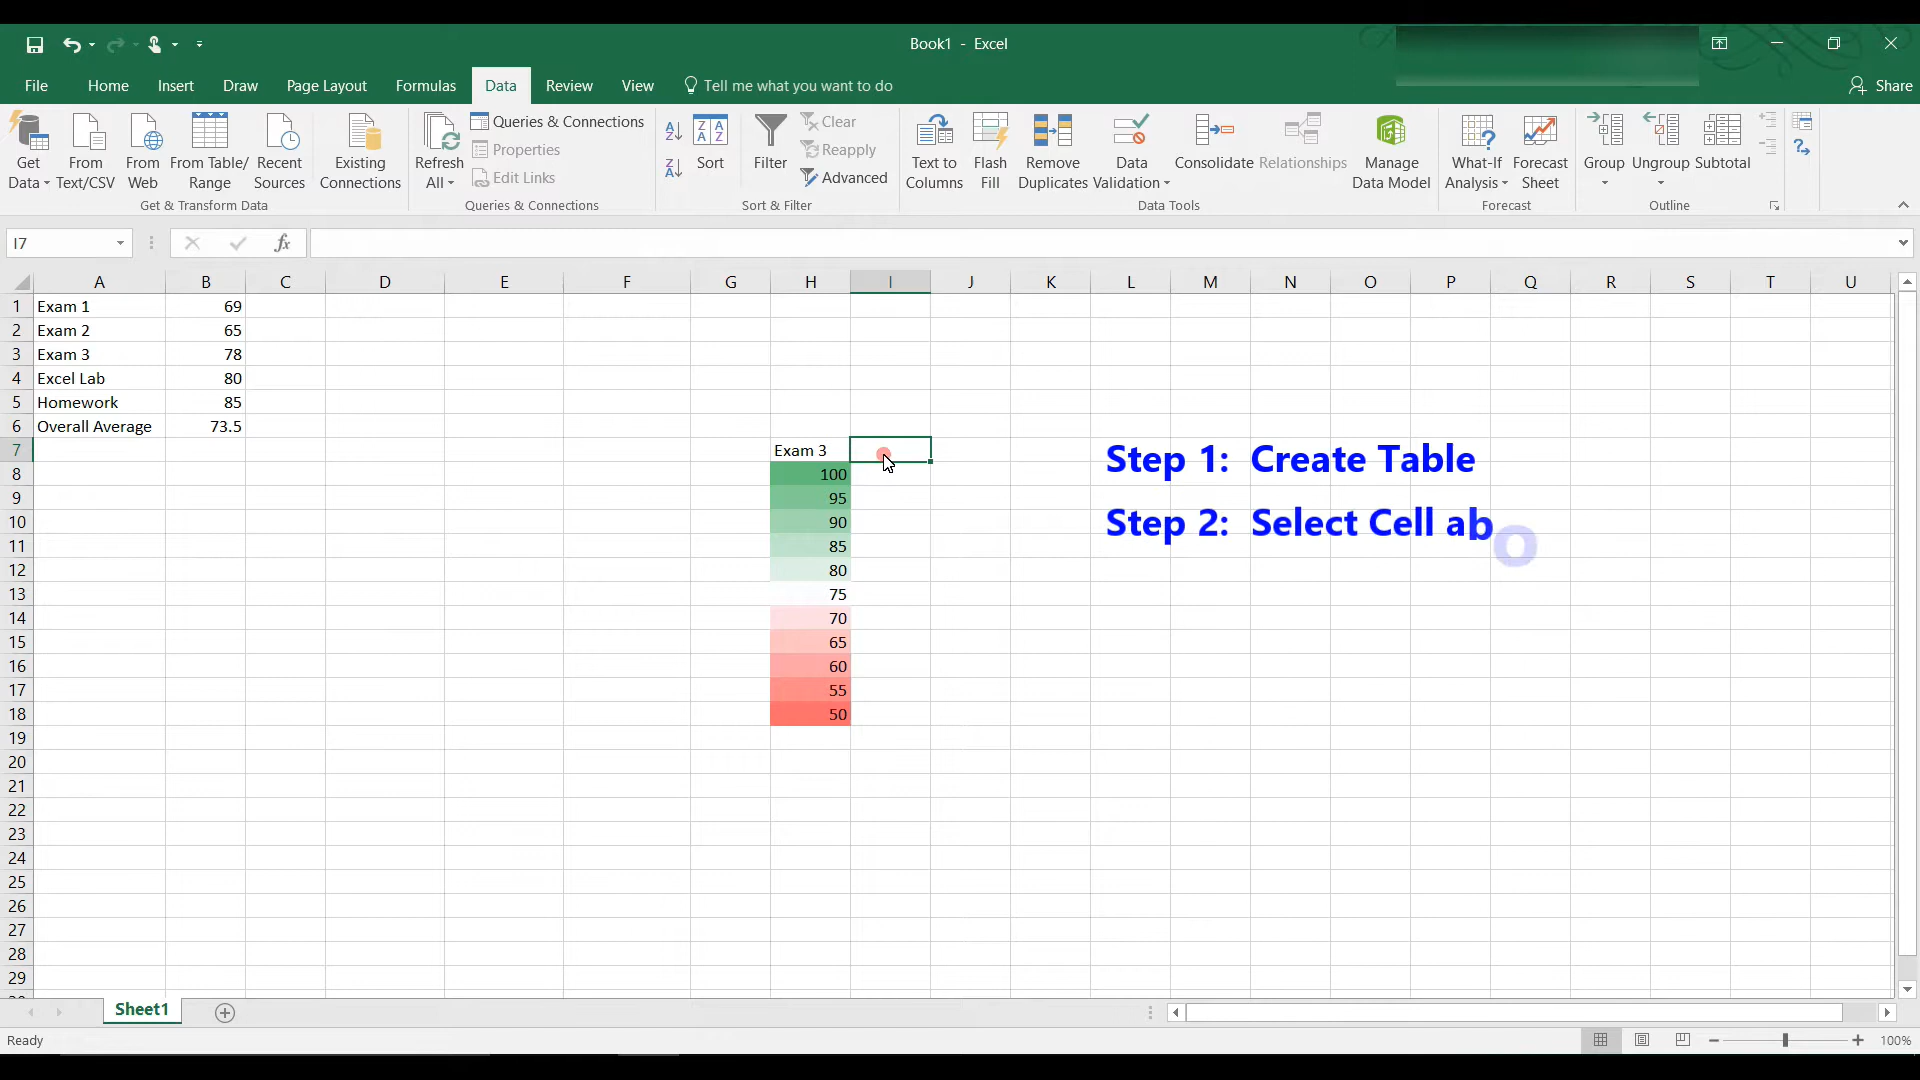 Book1 - Excel
File Home Insert Draw Page Layout Formulas Data Review View Tell me what you want to do Share
Get Data
From Text/CSV
From Web
From Table/ Range
Recent Sources
Existing Connections
Get & Transform Data
Refresh All
Queries & Connections
Properties
Edit Links
Queries & Connections
Sort
Filter
Clear
Reapply
Advanced
Sort & Filter
Text to Columns
Flash Fill
Remove Duplicates
Data Validation
Consolidate
Relationships
Manage Data Model
Data Tools
What-If Analysis
Forecast Sheet
Forecast
Group
Ungroup
Subtotal
Outline
I7 fx
A B C D E F G H I J K L M N O P Q R S T U
1 Exam 1 69
2 Exam 2 65
3 Exam 3 78
4 Excel Lab 80
5 Homework 85
6 Overall Average 73.5
7 Exam 3 Step 1: Create Table
8 100
9 95
10 90 Step 2: Select Cell abo
11 85
12 80
13 75
14 70
15 65
16 60
17 55
18 50
19
20
21
22
23
24
25
26
27
28
29
Sheet1
Ready 100%